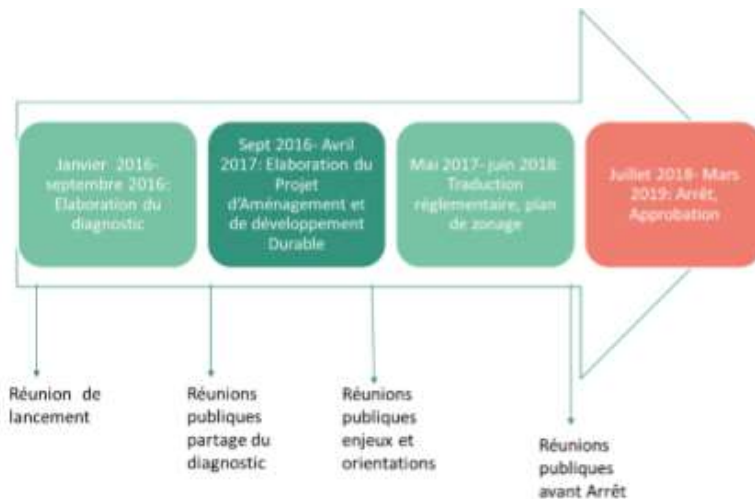 Janvier 2016-
septembre 2016:
Elaboration du
diagnostic
Sept 2016- Avril
2017: Elaboration du
Projet
d'Aménagement et
de développement
Durable
Mai 2017- juin 2018:
Traduction
réglementaire, plan
de zonage
Juillet 2018- Mars
2019: Arrêt,
Approbation
Réunion de
lancement
Réunions
publiques
partage du
diagnostic
Réunions
publiques
enjeux et
orientations
Réunions
publiques
avant Arrêt